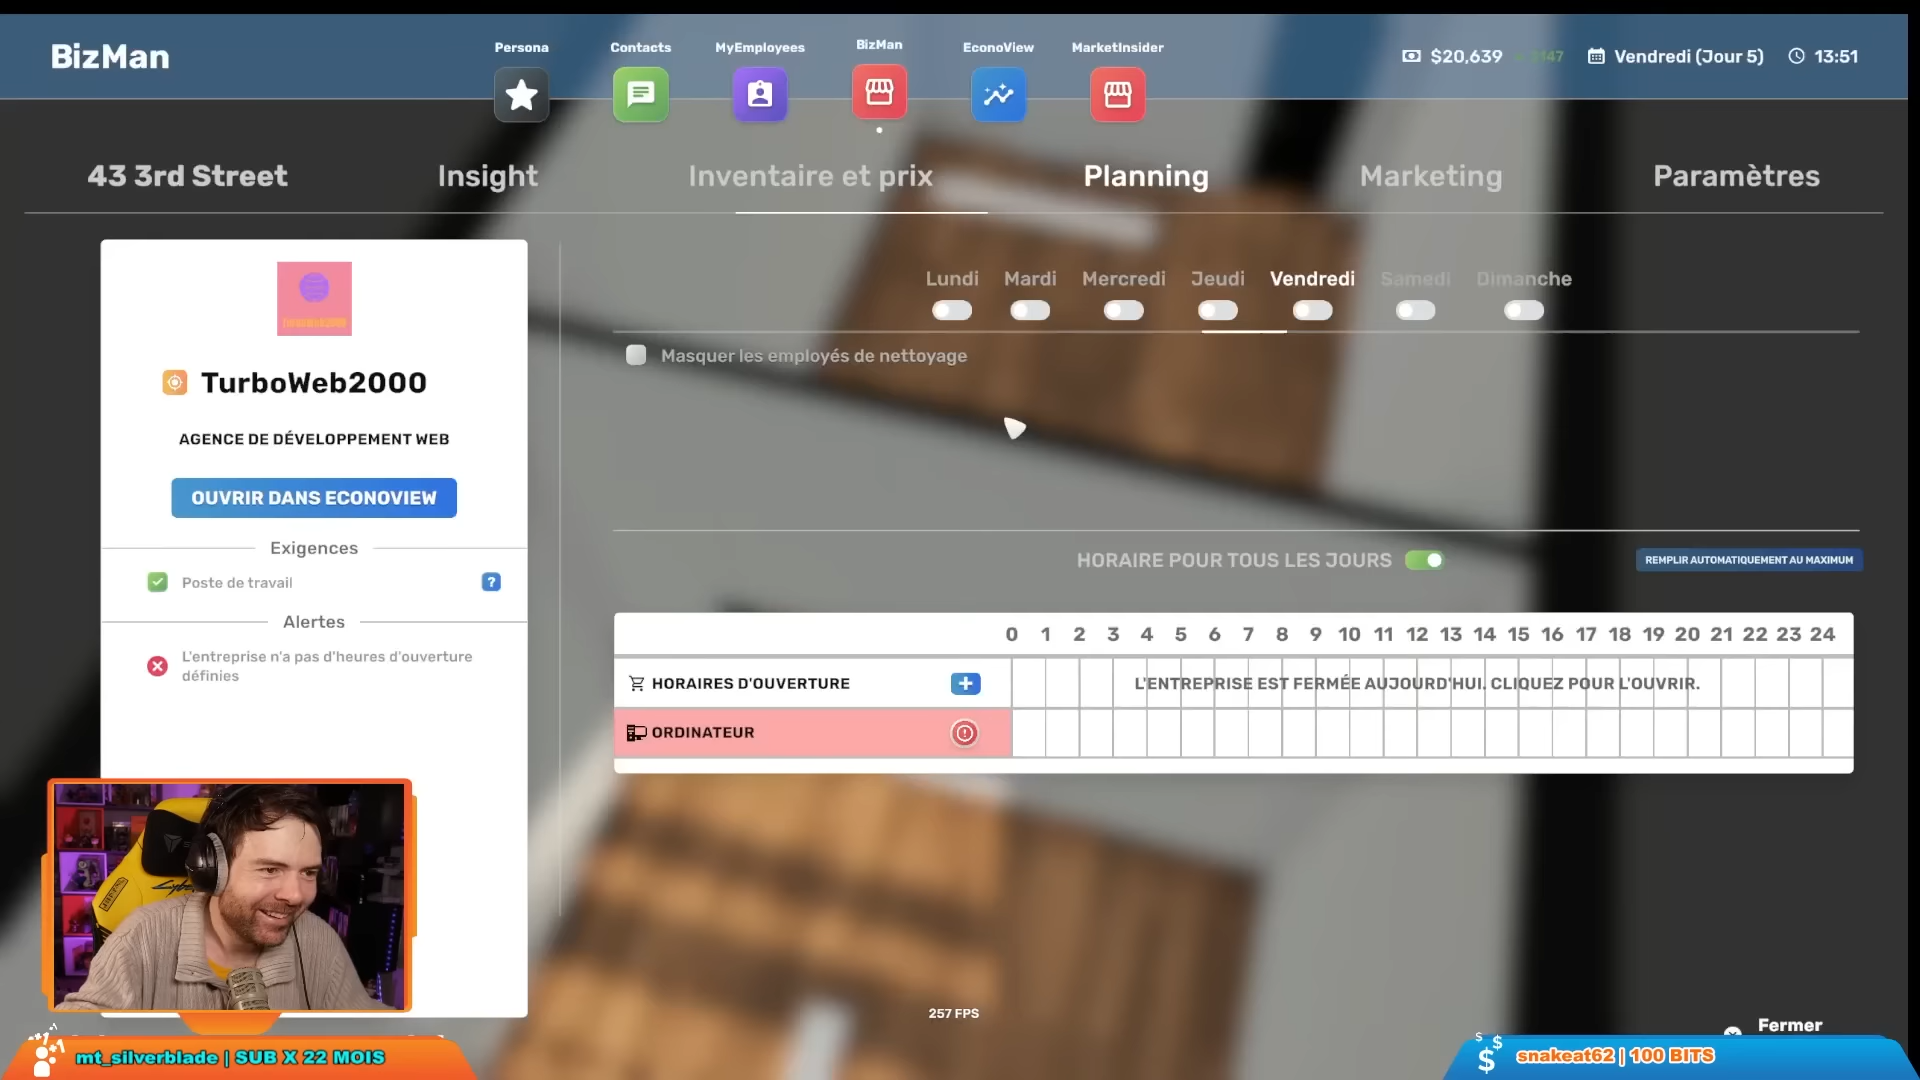 BizMan
Persona
Contacts
MyEmployees
BizMan
EconoView
MarketInsider
$20,639
Vendredi (Jour 5)
13:51
43 3rd Street
Insight
Inventaire et prix
Planning
Marketing
Paramètres
TurboWeb2000
TurboWeb2000
AGENCE DE DÉVELOPPEMENT WEB
OUVRIR DANS ECONOVIEW
Exigences
Poste de travail
?
Alertes
L'entreprise n'a pas d'heures d'ouverture
définies
Lundi
Mardi
Mercredi
Jeudi
Vendredi
Samedi
Dimanche
Masquer les employés de nettoyage
HORAIRE POUR TOUS LES JOURS
REMPLIR AUTOMATIQUEMENT AU MAXIMUM
0 1 2 3 4 5 6 7 8 9 10 11 12 13 14 15 16 17 18 19 20 21 22 23 24
HORAIRES D'OUVERTURE
L'ENTREPRISE EST FERMÉE AUJOURD'HUI. CLIQUEZ POUR L'OUVRIR.
ORDINATEUR
257 FPS
Fermer
mt_silverblade | SUB X 22 MOIS
snakeat62 | 100 BITS